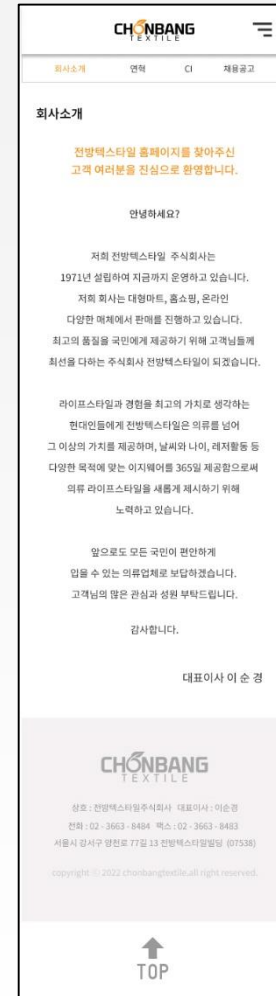 CHONBANG
TEXTILE
회사소개 연혁 CI 채용공고
회사소개
전방텍스타일 홈페이지를 찾아주신
고객 여러분을 진심으로 환영합니다.
안녕하세요?
저희 전방텍스타일 주식회사는
1971년 설립하여 지금까지 운영하고 있습니다.
저희 회사는 대형마트, 홈쇼핑, 온라인
다양한 매체에서 판매를 진행하고 있습니다.
최고의 품질을 국민에게 제공하기 위해 고객님들께
최선을 다하는 주식회사 전방텍스타일이 되겠습니다.
라이프스타일과 경험을 최고의 가치로 생각하는
현대인들에게 전방텍스타일은 의류를 넘어
그 이상의 가치를 제공하며, 날씨와 나이, 레저활동 등
다양한 목적에 맞는 이지웨어를 365일 제공함으로써
의류 라이프스타일을 새롭게 제시하기 위해
노력하고 있습니다.
앞으로도 모든 국민이 편안하게
입을 수 있는 의류업체로 보답하겠습니다.
고객님의 많은 관심과 성원 부탁드립니다.
감사합니다.
대표이사 이 순 경
CHONBANG
TEXTILE
상호 : 전방텍스타일주식회사 대표이사 : 이순경
전화 : 02 - 3663 - 8484 팩스 : 02 - 3663 - 8483
서울시 강서구 양천로 77길 13 전방텍스타일빌딩 (07538)
copyright ⓒ 2022 chonbangtextile.all right reserved.
TOP